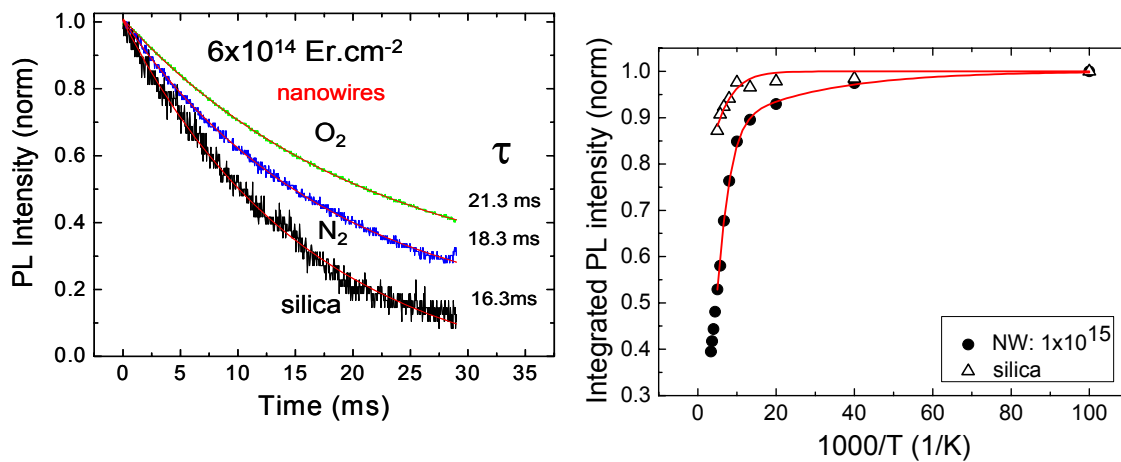 PL Intensity (norm)
1.0
0.8
0.6
0.4
0.2
0.0
6x10¹⁴ Er.cm⁻²
nanowires
O₂
τ
21.3 ms
N₂
18.3 ms
silica
16.3ms
0 5 10 15 20 25 30 35
Time (ms)
Integrated PL intensity (norm)
1.0
0.9
0.8
0.7
0.6
0.5
0.4
0.3
NW: 1x10¹⁵
silica
0 20 40 60 80 100
1000/T (1/K)